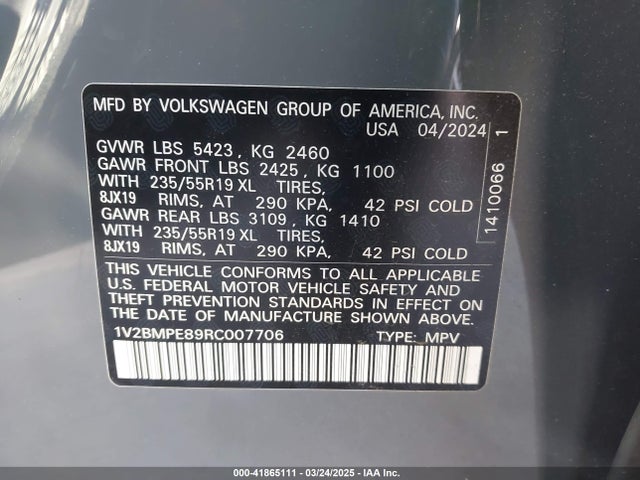 MFD BY VOLKSWAGEN GROUP OF AMERICA, INC.
USA 04/2024
GVWR LBS 5423, KG 2460
GAWR FRONT LBS 2425, KG 1100
WITH 235/55R19 XL TIRES,
8JX19 RIMS, AT 290 KPA, 42 PSI COLD
GAWR REAR LBS 3109, KG 1410
WITH 235/55R19 XL TIRES,
8JX19 RIMS, AT 290 KPA, 42 PSI COLD
THIS VEHICLE CONFORMS TO ALL APPLICABLE
U.S. FEDERAL MOTOR VEHICLE SAFETY AND
THEFT PREVENTION STANDARDS IN EFFECT ON
THE DATE OF MANUFACTURE SHOWN ABOVE.
1V2BMPE89RC007706 TYPE: MPV
1410066 1
000-41865111 - 03/24/2025 - IAA Inc.